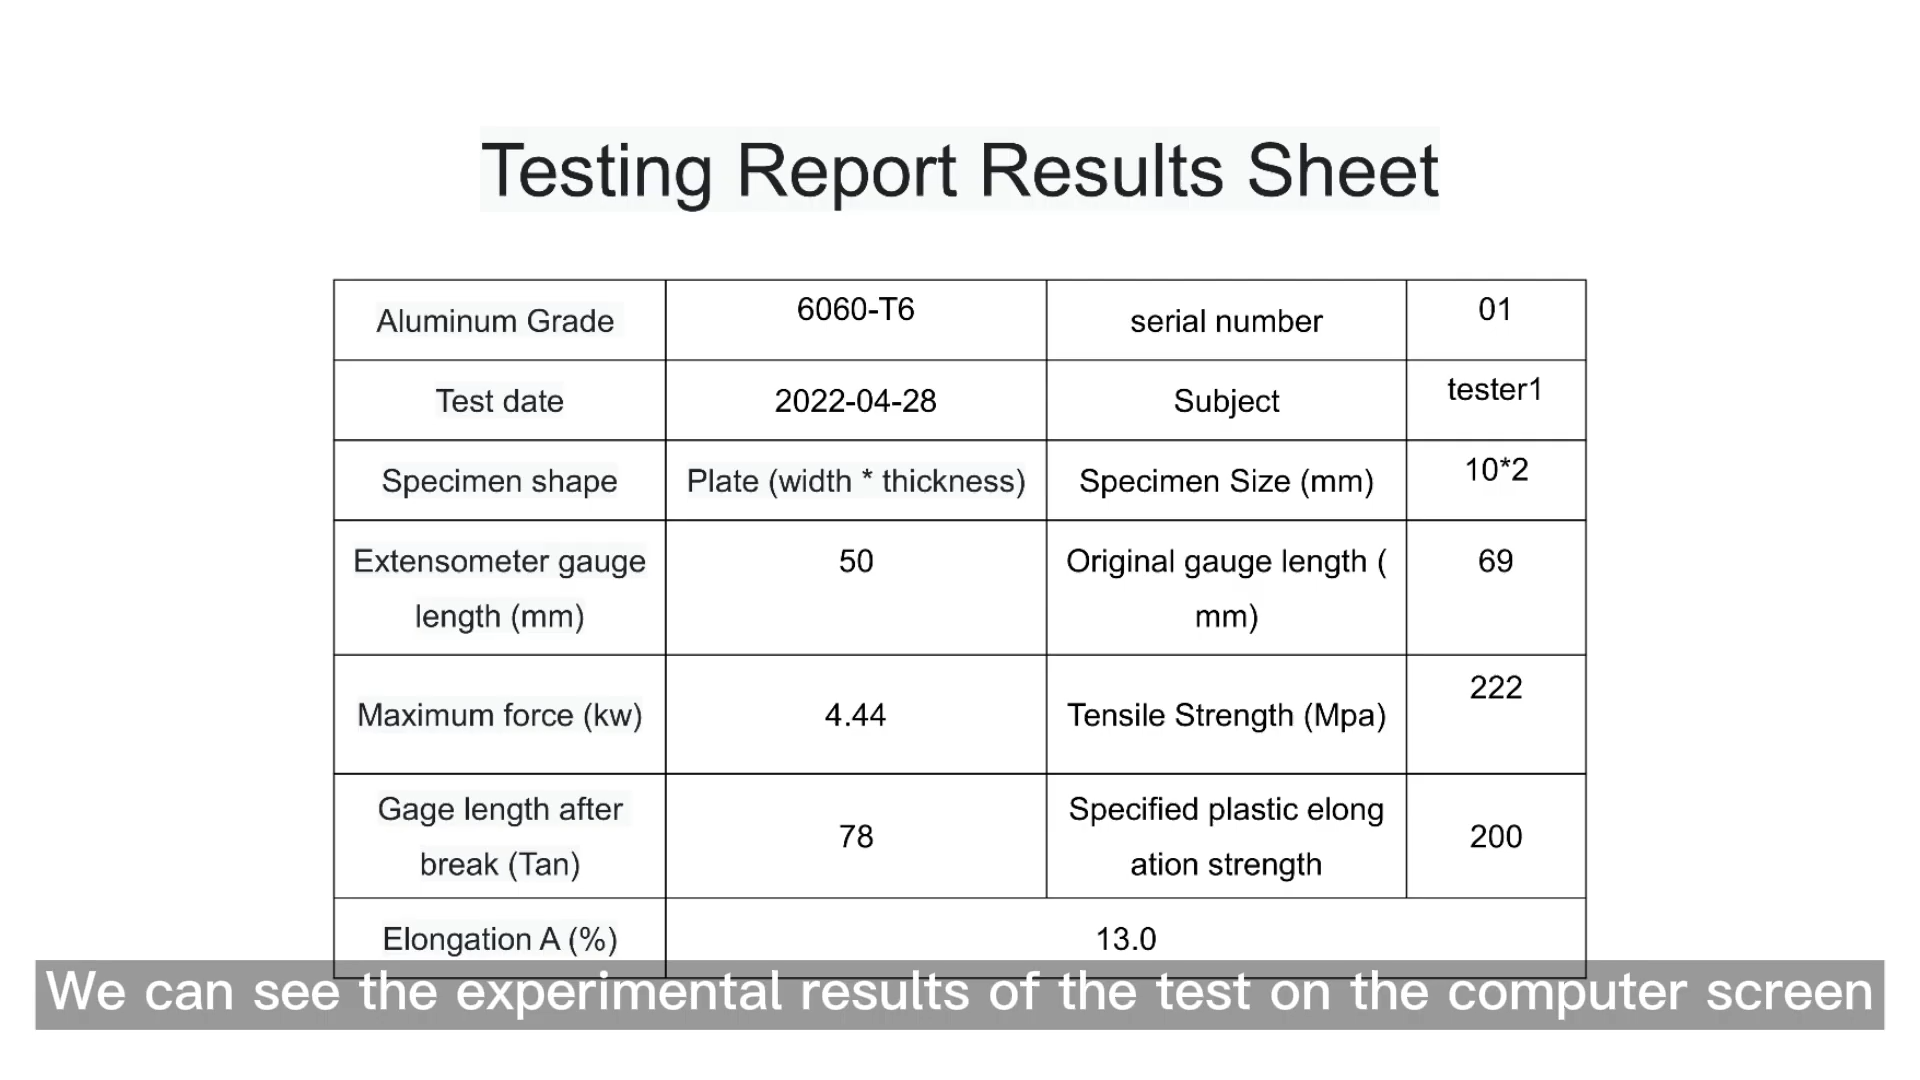 Testing Report Results Sheet
Aluminum Grade
6060-T6
serial number
01
Test date
2022-04-28
Subject
tester1
Specimen shape
Plate (width * thickness)
Specimen Size (mm)
10*2
Extensometer gauge
length (mm)
50
Original gauge length (
mm)
69
Maximum force (kw)
4.44
Tensile Strength (Mpa)
222
Gage length after
break (Tan)
78
Specified plastic elong
ation strength
200
Elongation A (%)
13.0
We can see the experimental results of the test on the computer screen